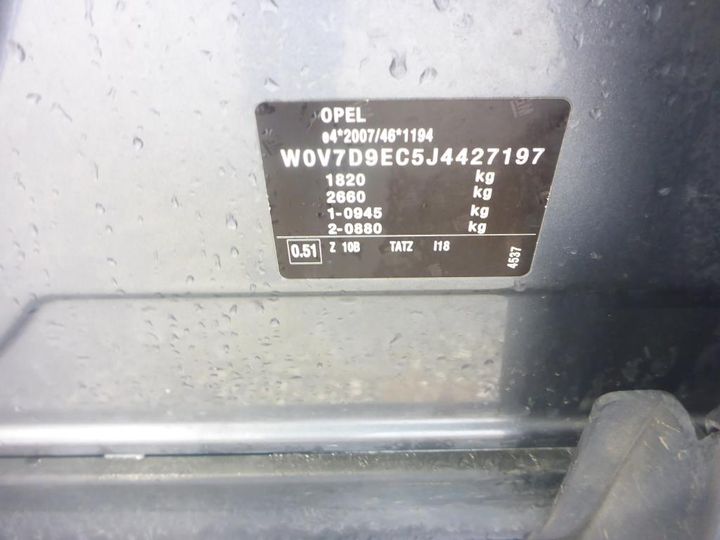 OPEL
e4*2007/46*1194
W0V7D9EC5J4427197
1820 kg
2660 kg
1-0945 kg
2-0880 kg
0.51 Z 10B TATZ I18
4537